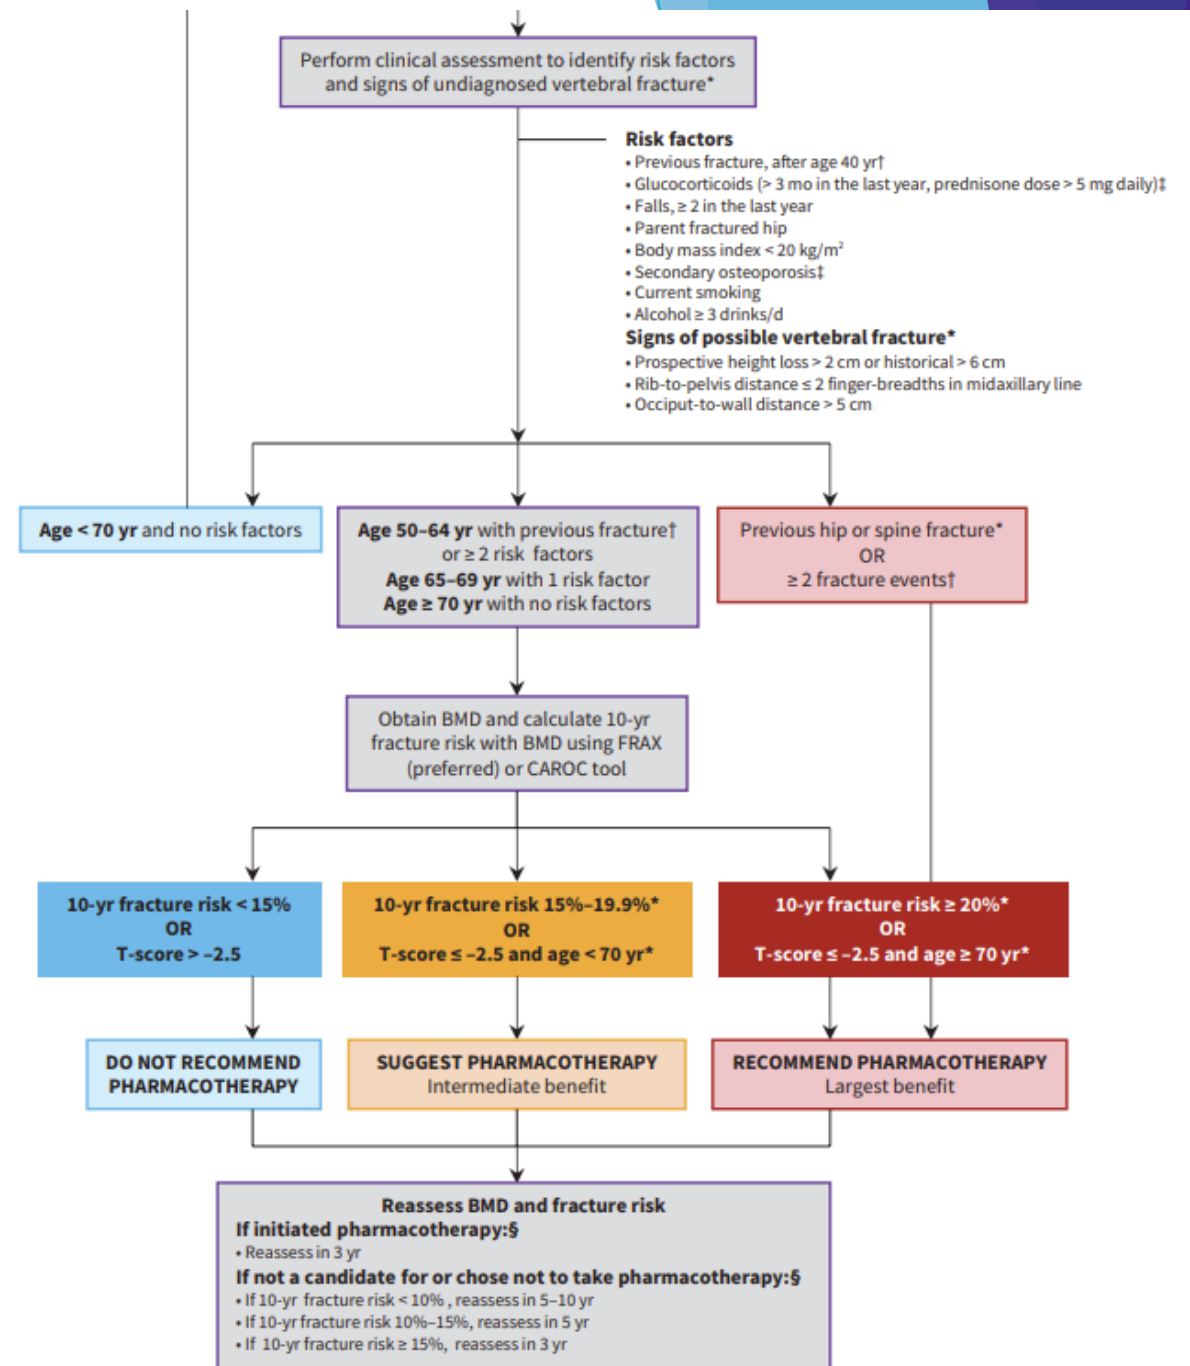 Perform clinical assessment to identify risk factors
and signs of undiagnosed vertebral fracture*
Risk factors
• Previous fracture, after age 40 yr†
• Glucocorticoids (> 3 mo in the last year, prednisone dose > 5 mg daily)‡
• Falls, ≥ 2 in the last year
• Parent fractured hip
• Body mass index < 20 kg/m²
• Secondary osteoporosis‡
• Current smoking
• Alcohol ≥ 3 drinks/d
Signs of possible vertebral fracture*
• Prospective height loss > 2 cm or historical > 6 cm
• Rib-to-pelvis distance ≤ 2 finger-breadths in midaxillary line
• Occiput-to-wall distance > 5 cm
Age < 70 yr and no risk factors
Age 50–64 yr with previous fracture†
or ≥ 2 risk factors
Age 65–69 yr with 1 risk factor
Age ≥ 70 yr with no risk factors
Previous hip or spine fracture*
OR
≥ 2 fracture events†
Obtain BMD and calculate 10-yr
fracture risk with BMD using FRAX
(preferred) or CAROC tool
10-yr fracture risk < 15%
OR
T-score > –2.5
10-yr fracture risk 15%–19.9%*
OR
T-score ≤ –2.5 and age < 70 yr*
10-yr fracture risk ≥ 20%*
OR
T-score ≤ –2.5 and age ≥ 70 yr*
DO NOT RECOMMEND
PHARMACOTHERAPY
SUGGEST PHARMACOTHERAPY
Intermediate benefit
RECOMMEND PHARMACOTHERAPY
Largest benefit
Reassess BMD and fracture risk
If initiated pharmacotherapy:§
• Reassess in 3 yr
If not a candidate for or chose not to take pharmacotherapy:§
• If 10-yr fracture risk < 10% , reassess in 5–10 yr
• If 10-yr fracture risk 10%–15%, reassess in 5 yr
• If 10-yr fracture risk ≥ 15%, reassess in 3 yr